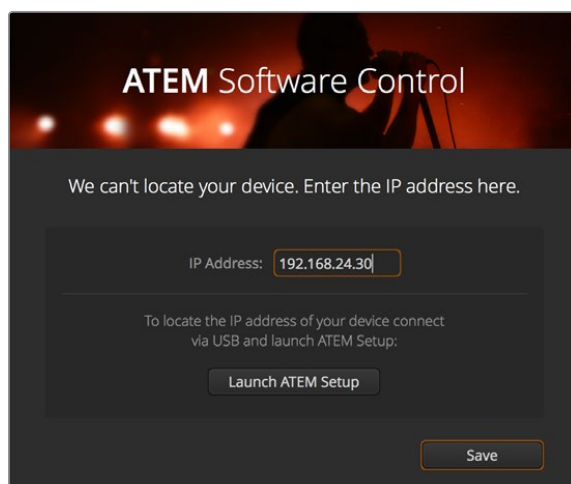 ATEM Software Control
We can't locate your device. Enter the IP address here.
IP Address: 192.168.24.30
To locate the IP address of your device connect
via USB and launch ATEM Setup:
Launch ATEM Setup
Save